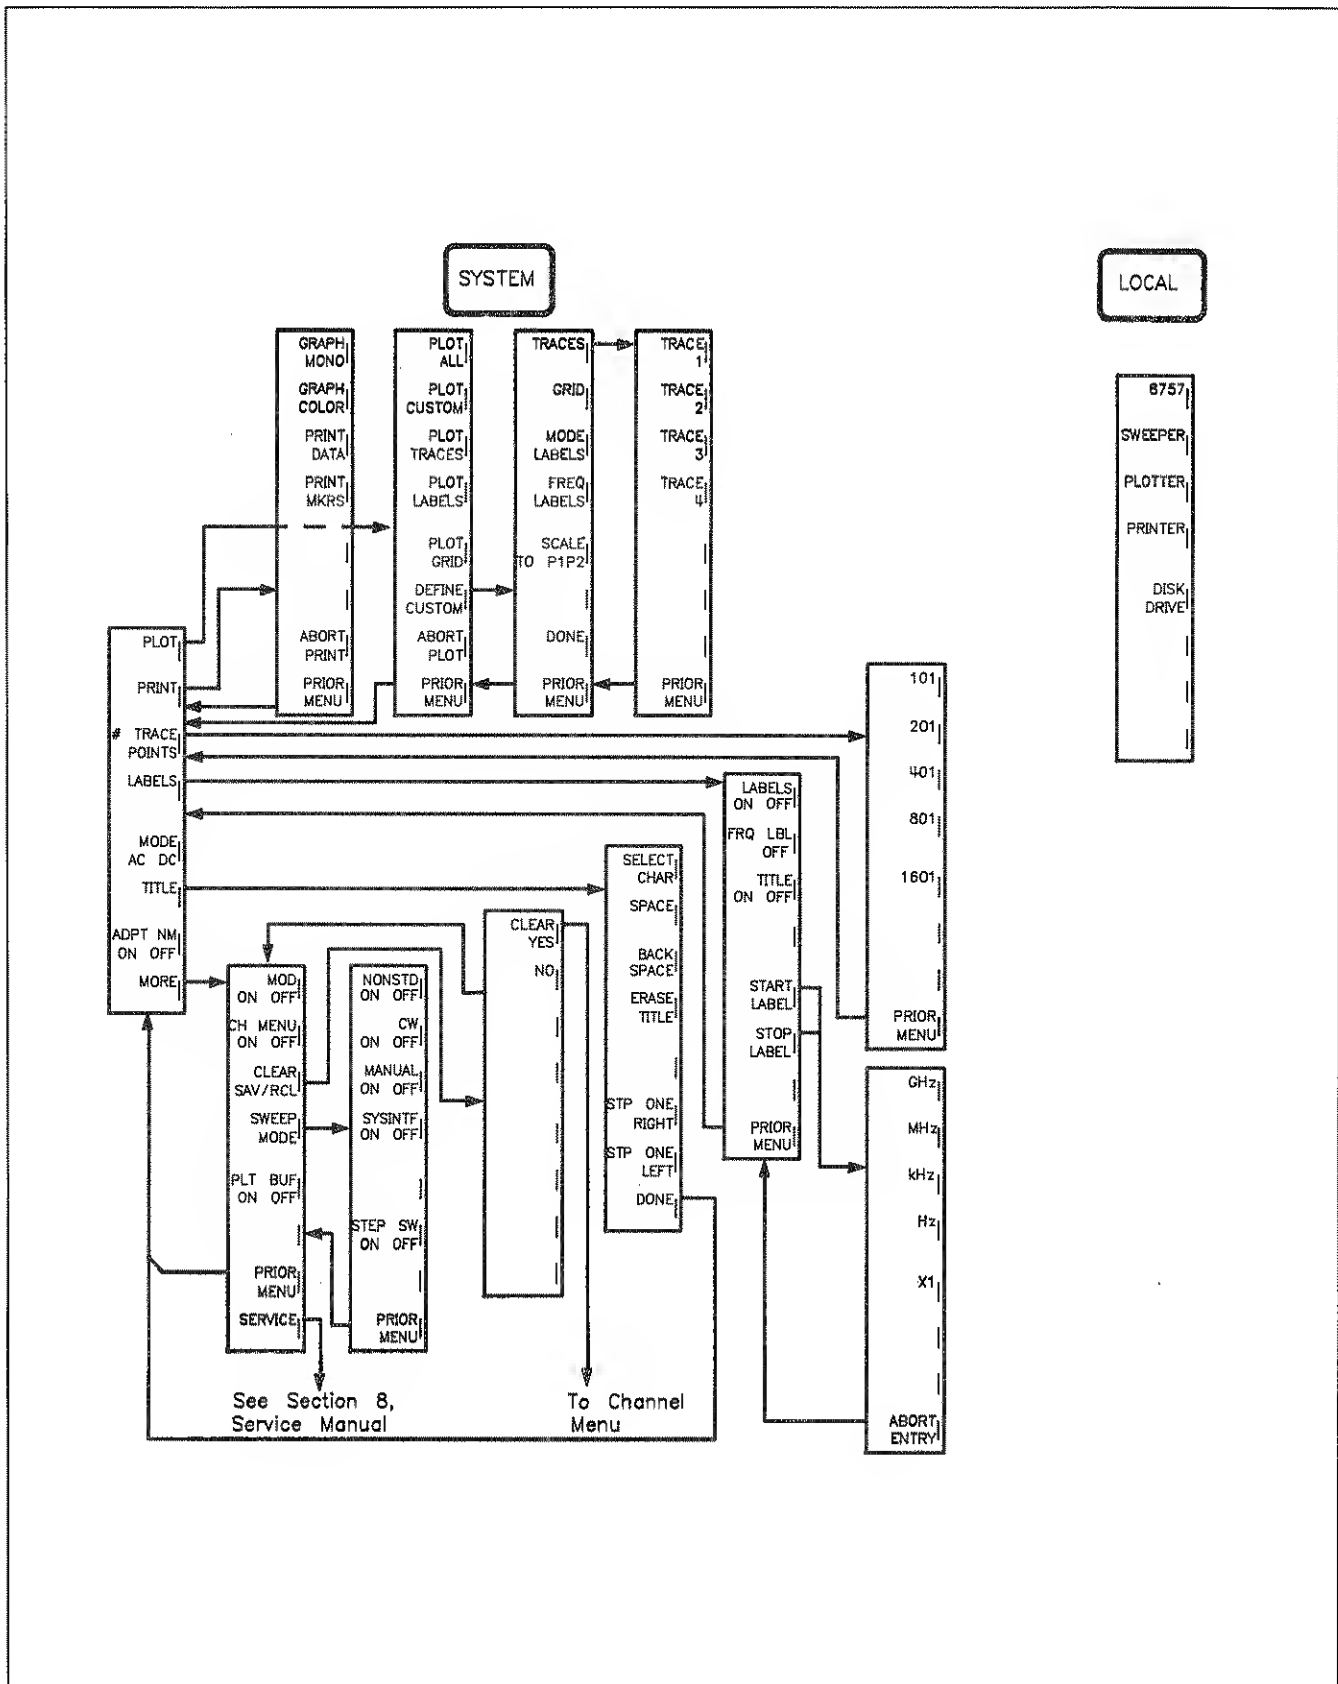 SYSTEM
LOCAL
GRAPH
MONO
GRAPH
COLOR
PRINT
DATA
PRINT
MKRS
ABORT
PRINT
PRIOR
MENU
PLOT
ALL
PLOT
CUSTOM
PLOT
TRACES
PLOT
LABELS
PLOT
GRID
DEFINE
CUSTOM
ABORT
PLOT
PRIOR
MENU
TRACES
GRID
MODE
LABELS
FREQ
LABELS
SCALE
TO P1P2
DONE
PRIOR
MENU
TRACE
1
TRACE
2
TRACE
3
TRACE
4
PRIOR
MENU
8757
SWEEPER
PLOTTER
PRINTER
DISK
DRIVE
PLOT
PRINT
# TRACE
POINTS
LABELS
MODE
AC DC
TITLE
ADPT NM
ON OFF
MORE
101
201
401
801
1601
PRIOR
MENU
LABELS
ON OFF
FRQ LBL
OFF
TITLE
ON OFF
START
LABEL
STOP
LABEL
PRIOR
MENU
SELECT
CHAR
SPACE
BACK
SPACE
ERASE
TITLE
STP ONE
RIGHT
STP ONE
LEFT
DONE
CLEAR
YES
NO
MOD
ON OFF
CH MENU
ON OFF
CLEAR
SAV/RCL
SWEEP
MODE
PLT BUF
ON OFF
PRIOR
MENU
SERVICE
NONSTD
ON OFF
CW
ON OFF
MANUAL
ON OFF
SYSINTF
ON OFF
STEP SW
ON OFF
PRIOR
MENU
GHz
MHz
kHz
Hz
X1
ABORT
ENTRY
See Section 8,
Service Manual
To Channel
Menu